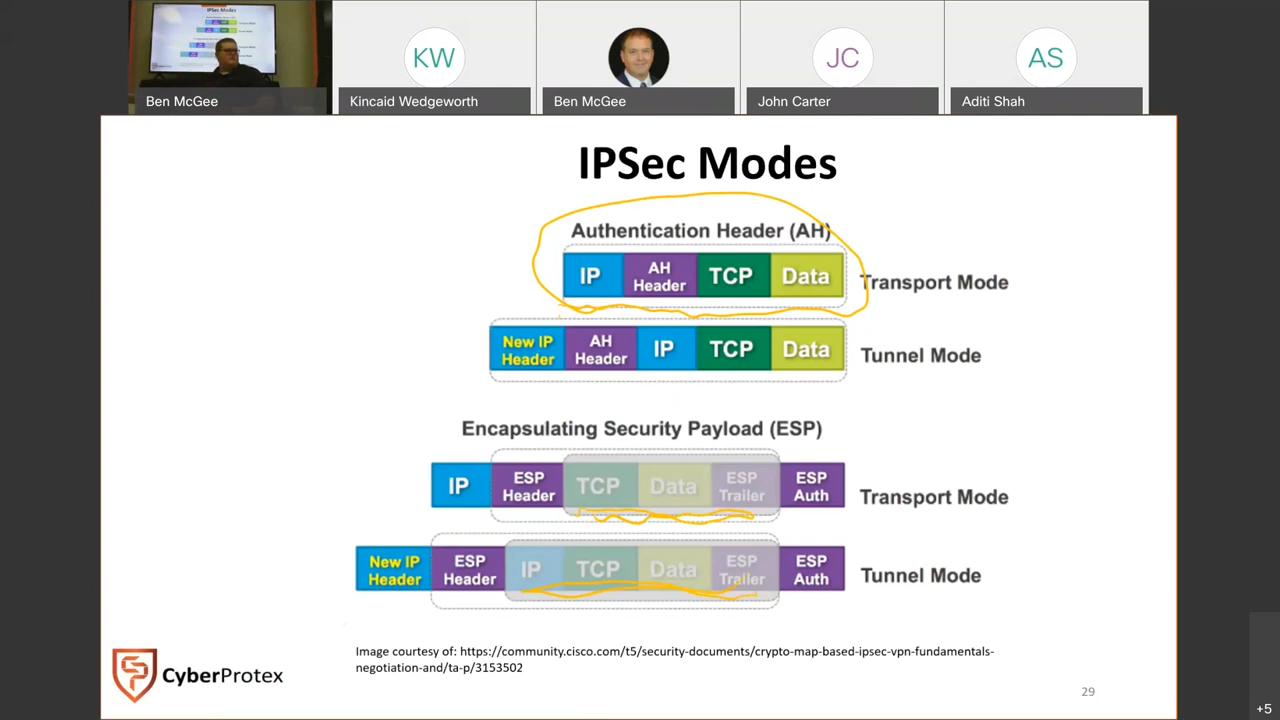 IPSec Modes
KW
JC
AS
Ben McGee
Kincaid Wedgeworth
Ben McGee
John Carter
Aditi Shah
IPSec Modes
Authentication Header (AH)
IP
AH
Header
TCP
Data
Transport Mode
New IP
Header
AH
Header
IP
TCP
Data
Tunnel Mode
Encapsulating Security Payload (ESP)
IP
ESP
Header
TCP
Data
ESP
Trailer
ESP
Auth
Transport Mode
New IP
Header
ESP
Header
IP
TCP
Data
ESP
Trailer
ESP
Auth
Tunnel Mode
Image courtesy of: https://community.cisco.com/t5/security-documents/crypto-map-based-ipsec-vpn-fundamentals-
negotiation-and/ta-p/3153502
CyberProtex
29
+5